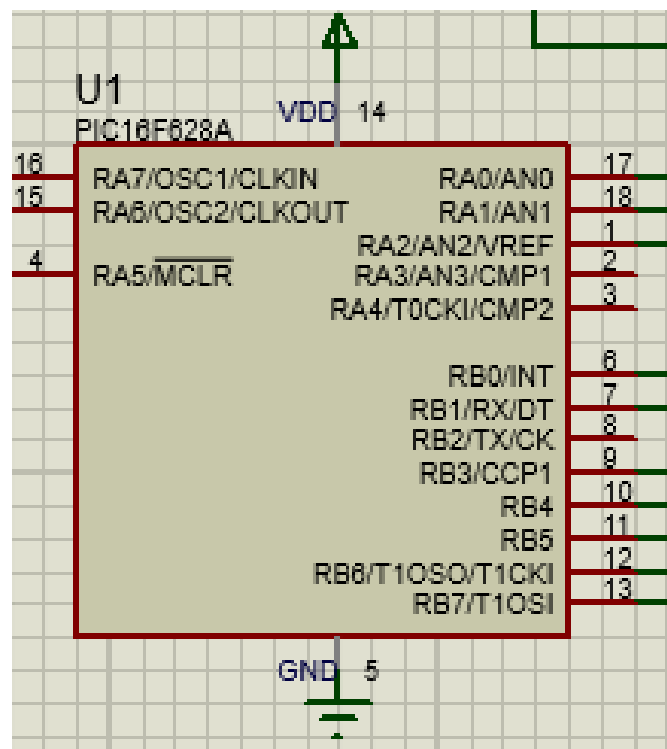 U1
PIC16F628A
VDD 14
16 RA7/OSC1/CLKIN RA0/AN0 17
15 RA6/OSC2/CLKOUT RA1/AN1 18
RA2/AN2/VREF 1
4 RA5/MCLR RA3/AN3/CMP1 2
RA4/T0CKI/CMP2 3
RB0/INT 6
RB1/RX/DT 7
RB2/TX/CK 8
RB3/CCP1 9
RB4 10
RB5 11
RB6/T1OSO/T1CKI 12
RB7/T1OSI 13
GND 5